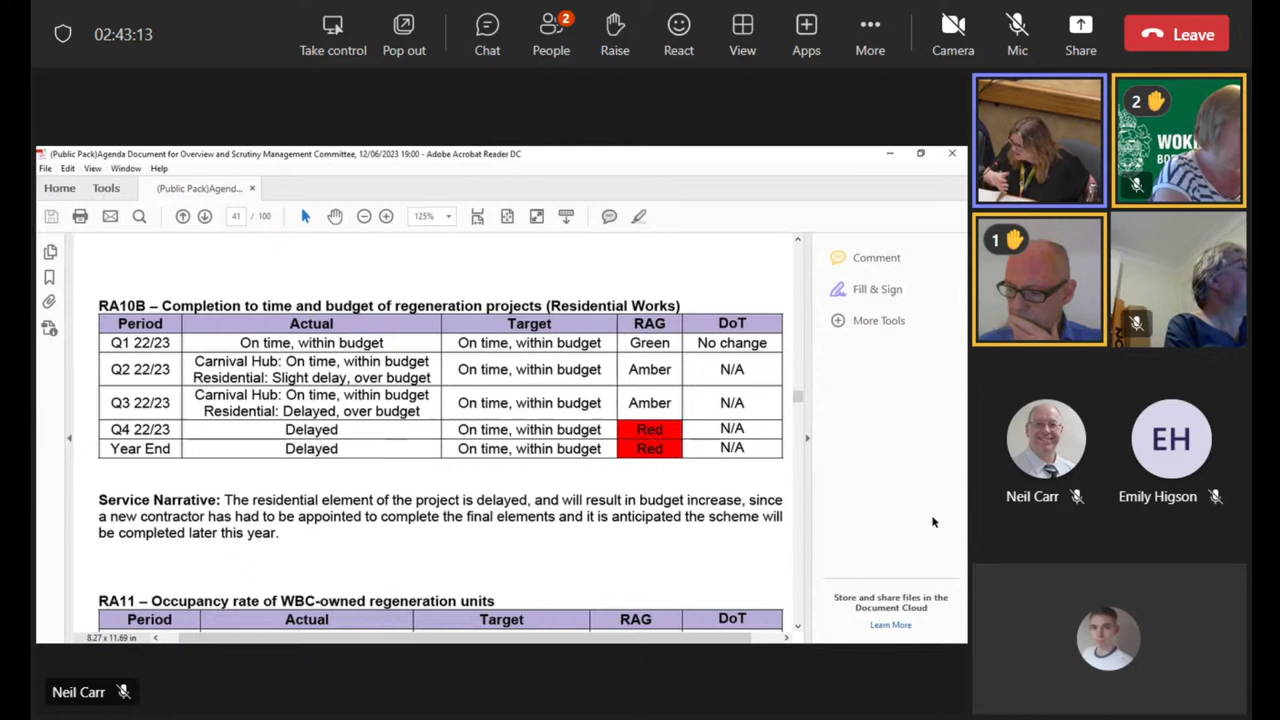 02:43:13
Take control
Pop out
Chat
2
People
Raise
React
View
Apps
More
Camera
Mic
Share
Leave
(Public Pack)Agenda Document for Overview and Scrutiny Management Committee, 12/06/2023 19:00 - Adobe Acrobat Reader DC
File Edit View Window Help
Home Tools (Public Pack)Agend... ×
41 / 100 125%
RA10B – Completion to time and budget of regeneration projects (Residential Works)
Period Actual Target RAG DoT
Q1 22/23 On time, within budget On time, within budget Green No change
Q2 22/23 Carnival Hub: On time, within budget
Residential: Slight delay, over budget On time, within budget Amber N/A
Q3 22/23 Carnival Hub: On time, within budget
Residential: Delayed, over budget On time, within budget Amber N/A
Q4 22/23 Delayed On time, within budget Red N/A
Year End Delayed On time, within budget Red N/A
Service Narrative: The residential element of the project is delayed, and will result in budget increase, since
a new contractor has had to be appointed to complete the final elements and it is anticipated the scheme will
be completed later this year.
RA11 – Occupancy rate of WBC-owned regeneration units
Period Actual Target RAG DoT
8.27 x 11.69 in
Comment
Fill & Sign
More Tools
Store and share files in the
Document Cloud
Learn More
2
WOK
BO
1
Neil Carr
EH
Emily Higson
Neil Carr